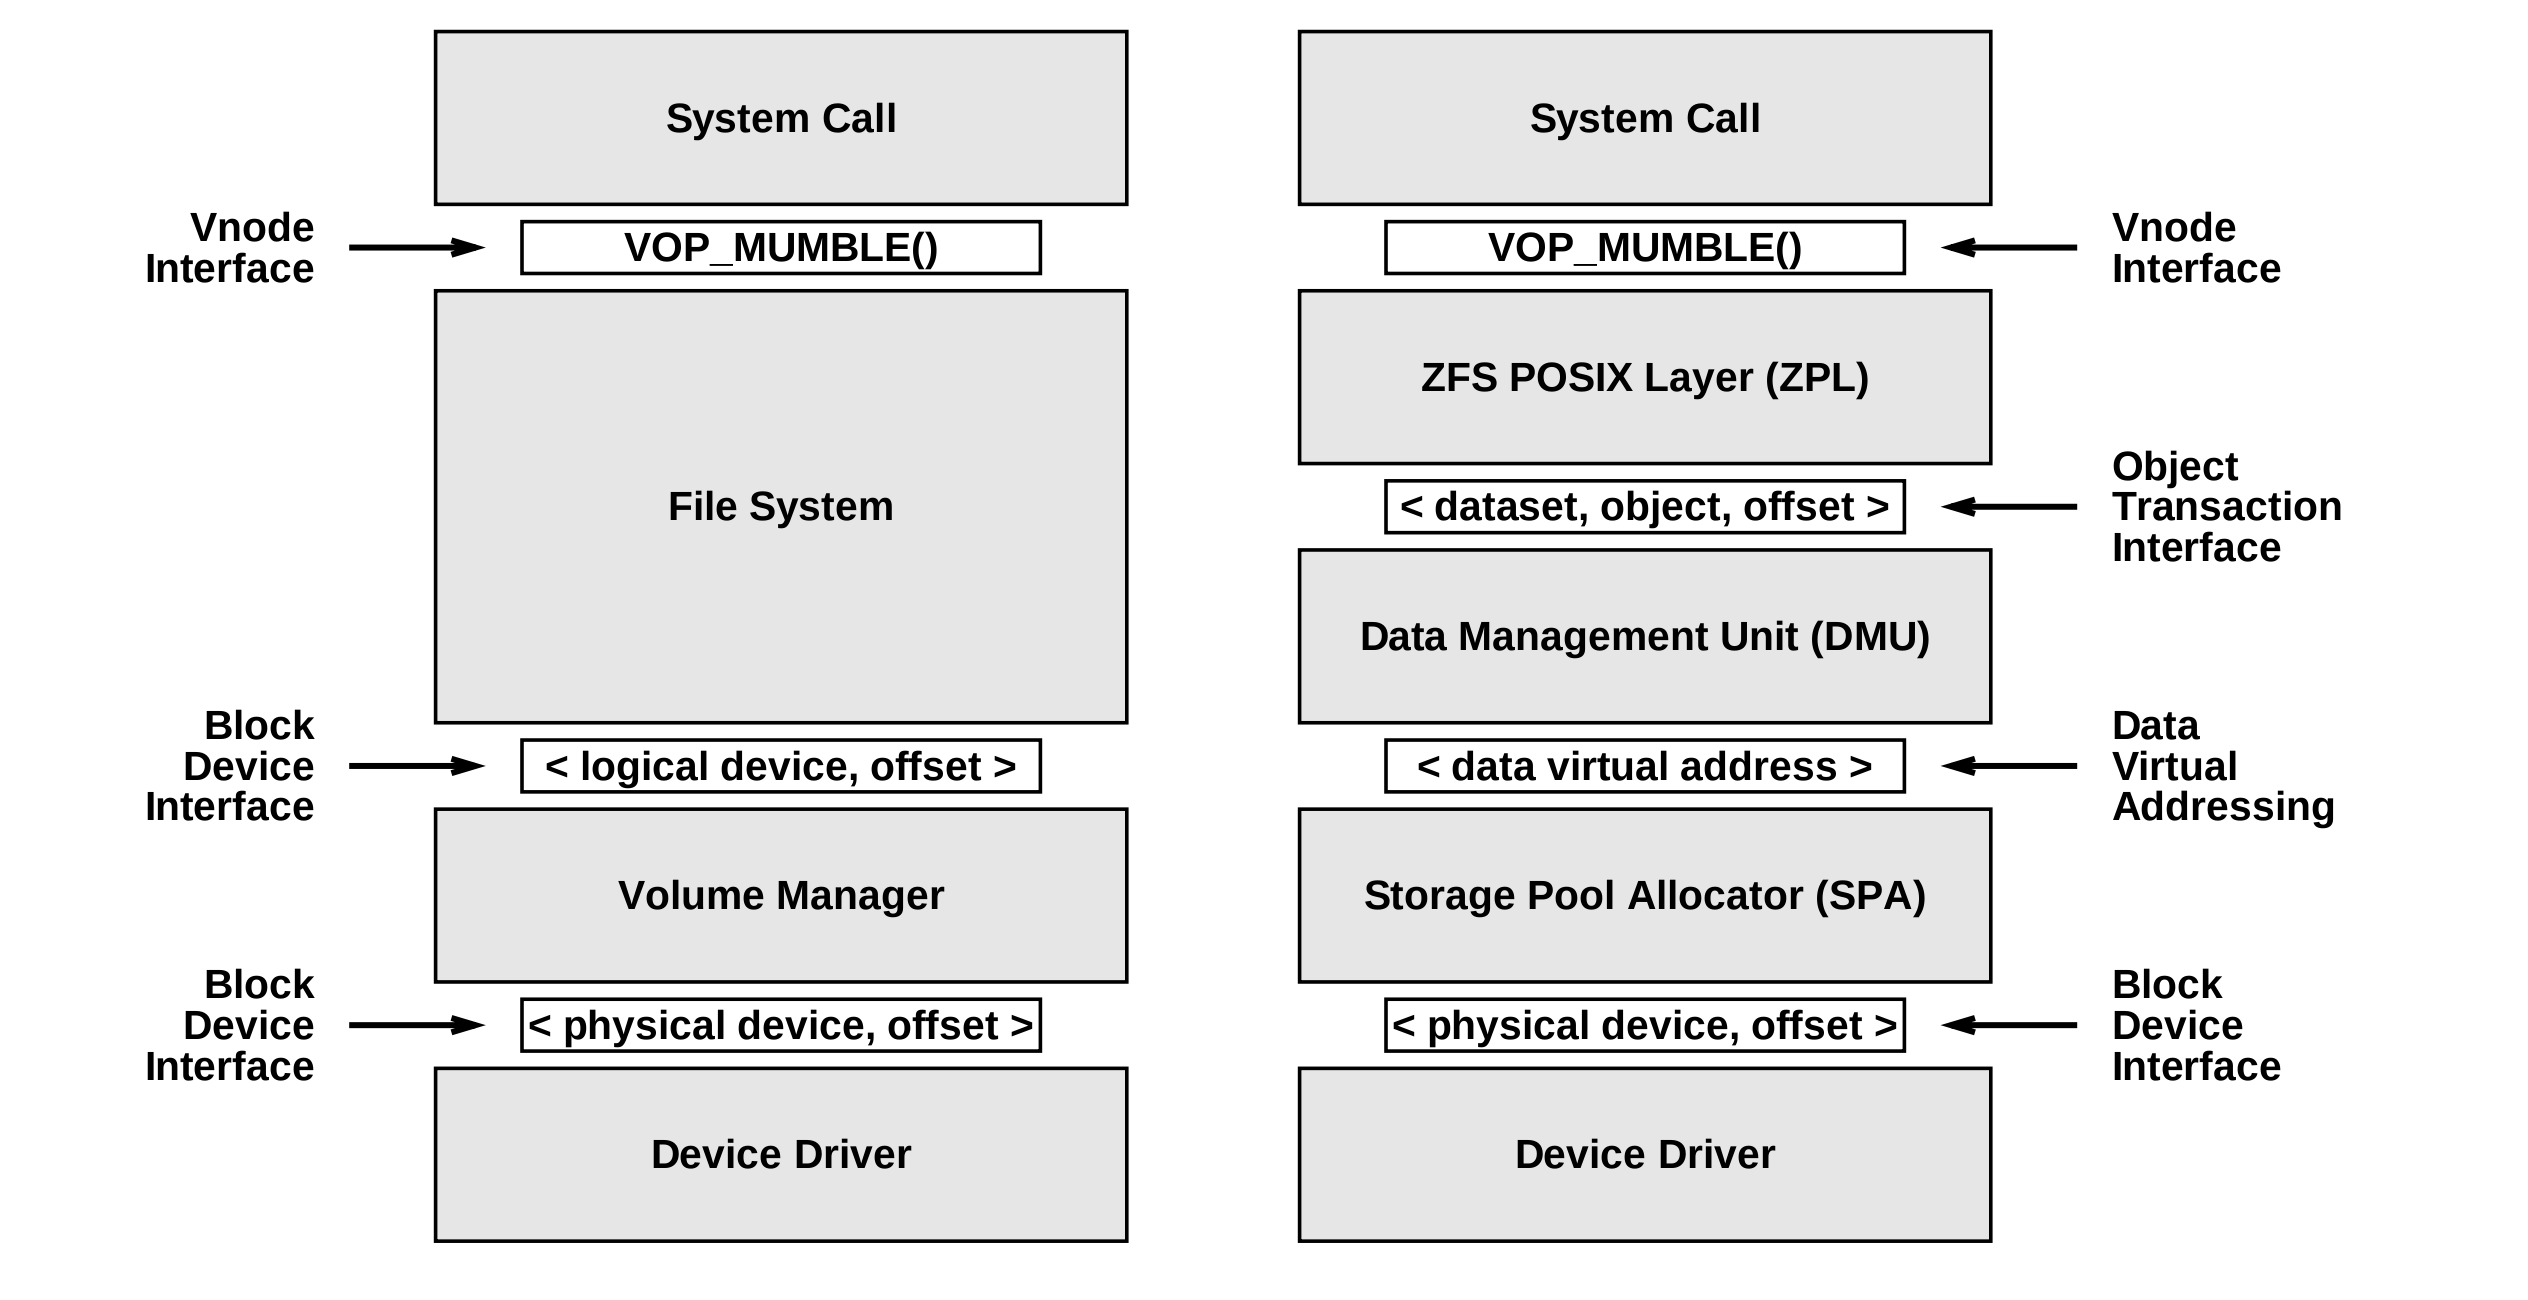 System Call
Vnode
Interface
VOP_MUMBLE()
File System
Block
Device
Interface
< logical device, offset >
Volume Manager
Block
Device
Interface
< physical device, offset >
Device Driver
System Call
VOP_MUMBLE()
Vnode
Interface
ZFS POSIX Layer (ZPL)
< dataset, object, offset >
Object
Transaction
Interface
Data Management Unit (DMU)
< data virtual address >
Data
Virtual
Addressing
Storage Pool Allocator (SPA)
< physical device, offset >
Block
Device
Interface
Device Driver